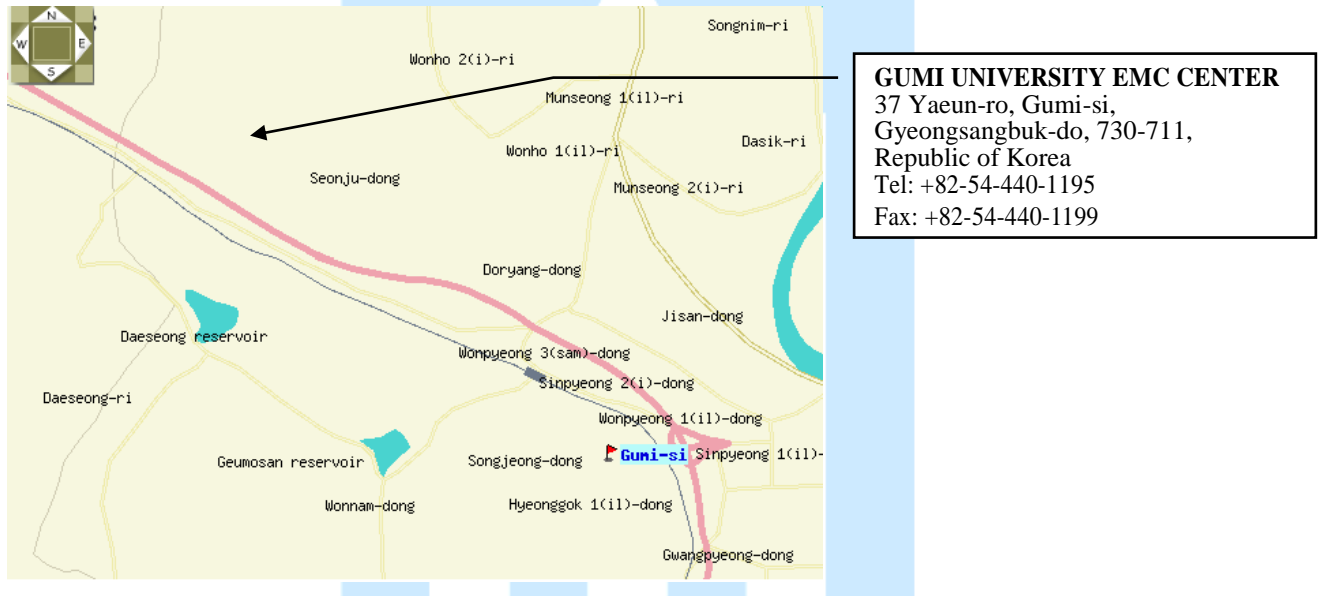 N
W E
S
Songnim-ri
Wonho 2(i)-ri
Munseong 1(il)-ri
Dasik-ri
Wonho 1(il)-ri
Seonju-dong
Munseong 2(i)-ri
Doryang-dong
Jisan-dong
Daeseong reservoir
Wonpyeong 3(sam)-dong
Sinpyeong 2(i)-dong
Daeseong-ri
Wonpyeong 1(il)-dong
Gumi-si
Sinpyeong 1(il)-
Geumosan reservoir
Songjeong-dong
Wonnam-dong
Hyeonggok 1(il)-dong
Gwangpyeong-dong
GUMI UNIVERSITY EMC CENTER
37 Yaeun-ro, Gumi-si,
Gyeongsangbuk-do, 730-711,
Republic of Korea
Tel: +82-54-440-1195
Fax: +82-54-440-1199